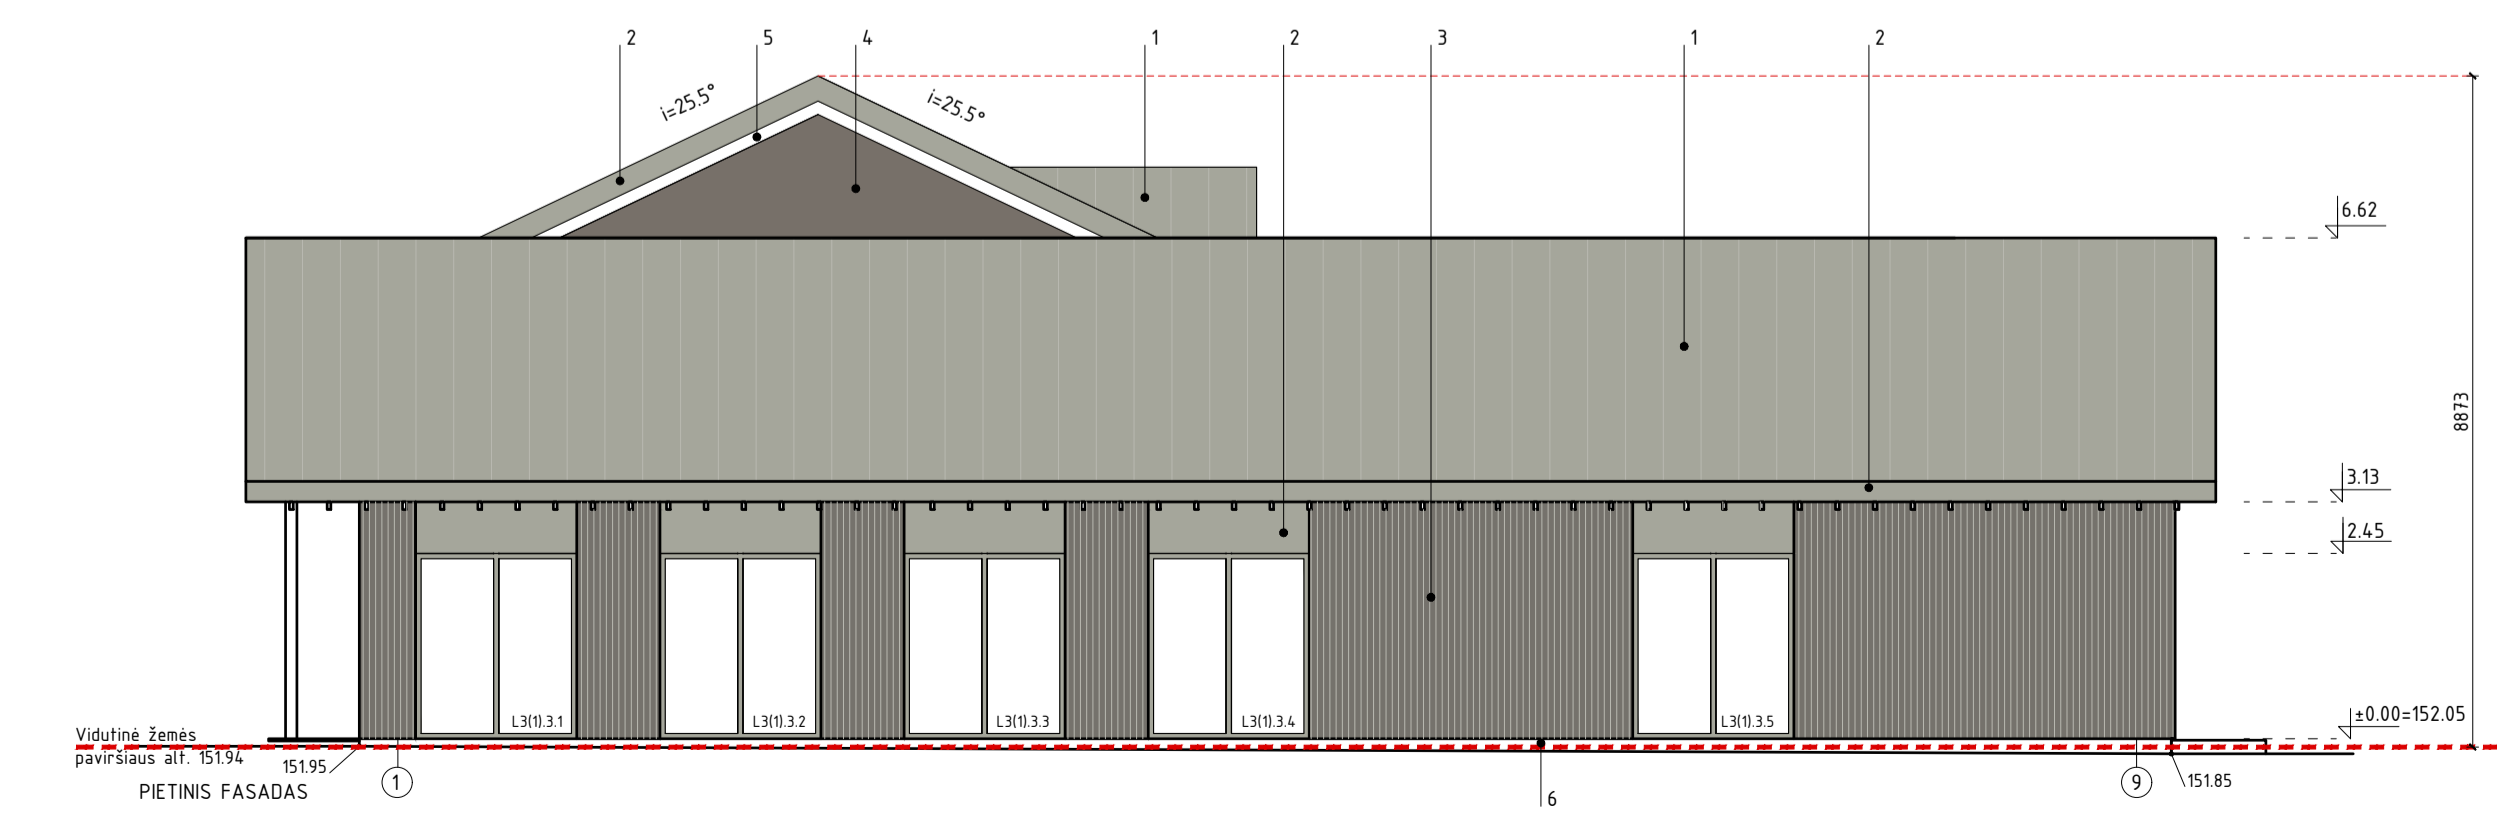 2
5
4
1
2
3
1
2
i=25.5°
i=25.5°
6.62
8873
3.13
2.45
L3(1).3.1
L3(1).3.2
L3(1).3.3
L3(1).3.4
L3(1).3.5
±0.00=152.05
Vidutinė žemės
paviršiaus alt. 151.94
151.95
1
9
151.85
PIETINIS FASADAS
6